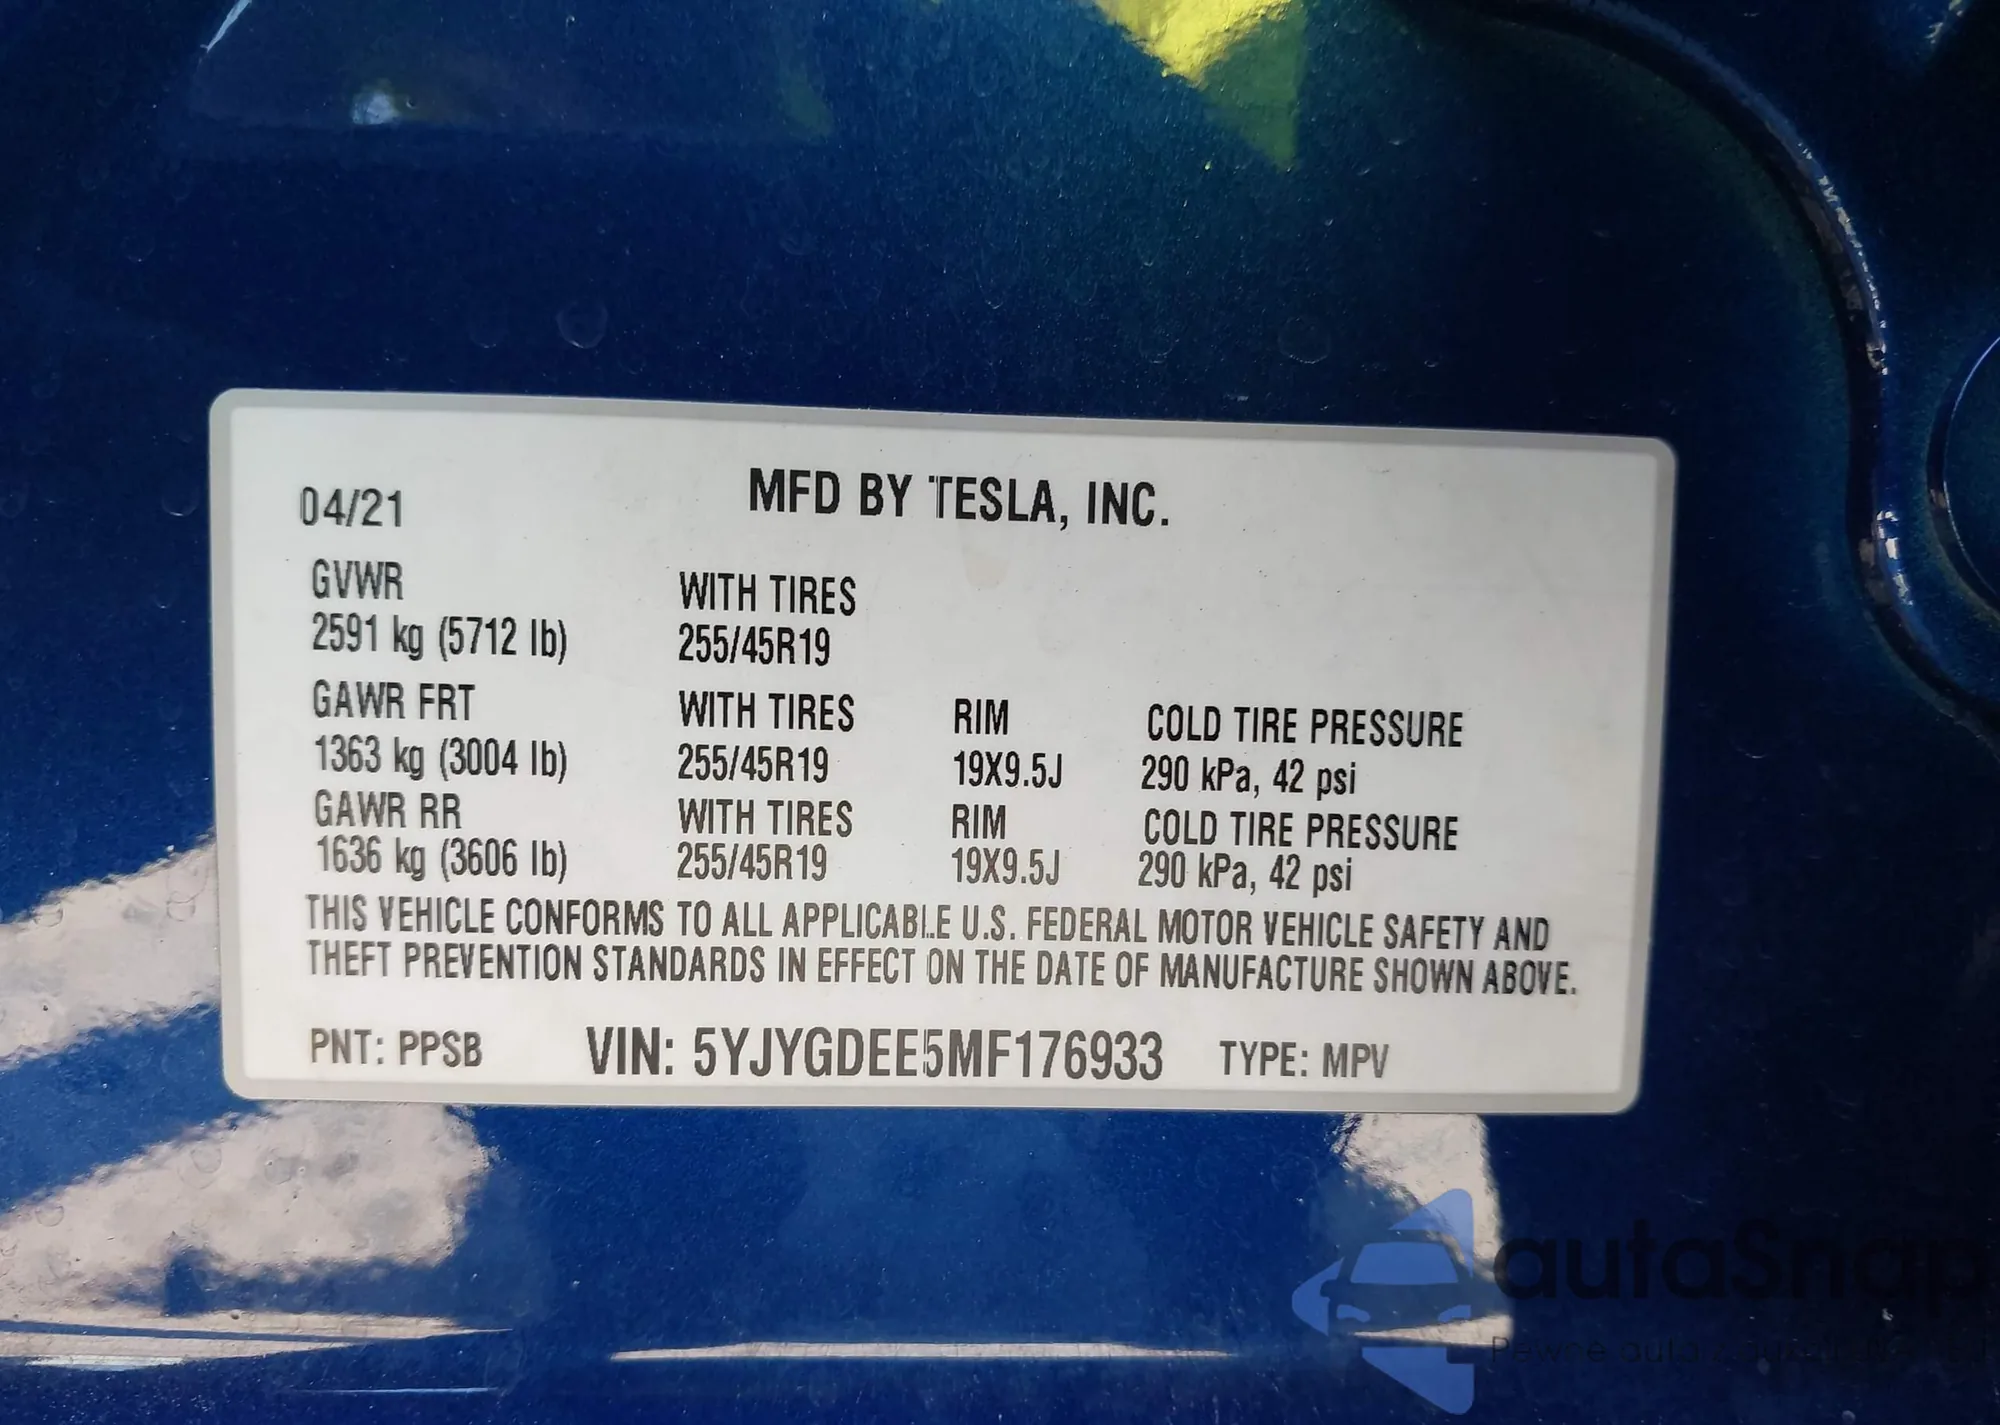 04/21 MFD BY TESLA, INC.
GVWR WITH TIRES
2591 kg (5712 lb) 255/45R19
GAWR FRT WITH TIRES RIM COLD TIRE PRESSURE
1363 kg (3004 lb) 255/45R19 19X9.5J 290 kPa, 42 psi
GAWR RR WITH TIRES RIM COLD TIRE PRESSURE
1636 kg (3606 lb) 255/45R19 19X9.5J 290 kPa, 42 psi
THIS VEHICLE CONFORMS TO ALL APPLICABLE U.S. FEDERAL MOTOR VEHICLE SAFETY AND
THEFT PREVENTION STANDARDS IN EFFECT ON THE DATE OF MANUFACTURE SHOWN ABOVE.
PNT: PPSB VIN: 5YJYGDEE5MF176933 TYPE: MPV
autaSnap